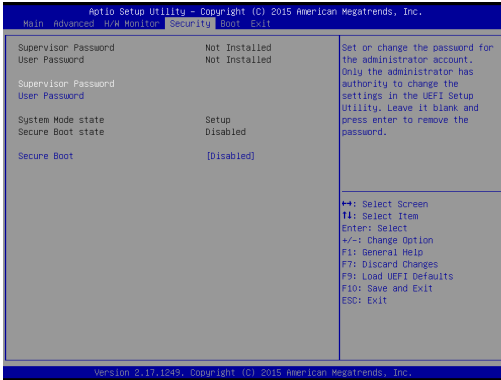 Aptio Setup Utility – Copyright (C) 2015 American Megatrends, Inc.
Main Advanced H/W Monitor Security Boot Exit
Supervisor Password Not Installed
User Password Not Installed
Supervisor Password
User Password
System Mode state Setup
Secure Boot state Disabled
Secure Boot [Disabled]
Set or change the password for
the administrator account.
Only the administrator has
authority to change the
settings in the UEFI Setup
Utility. Leave it blank and
press enter to remove the
password.
↔: Select Screen
↑↓: Select Item
Enter: Select
+/-: Change Option
F1: General Help
F7: Discard Changes
F9: Load UEFI Defaults
F10: Save and Exit
ESC: Exit
Version 2.17.1249. Copyright (C) 2015 American Megatrends, Inc.